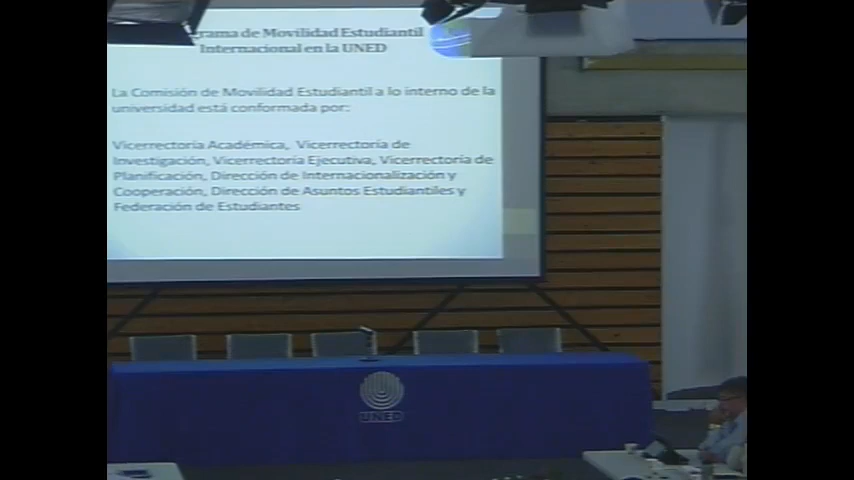 grama de Movilidad Estudiantil
Internacional en la UNED
La Comisión de Movilidad Estudiantil a lo interno de la
universidad está conformada por:
Vicerrectoría Académica, Vicerrectoría de
Investigación, Vicerrectoría Ejecutiva, Vicerrectoría de
Planificación, Dirección de Internacionalización y
Cooperación, Dirección de Asuntos Estudiantiles y
Federación de Estudiantes
UNED